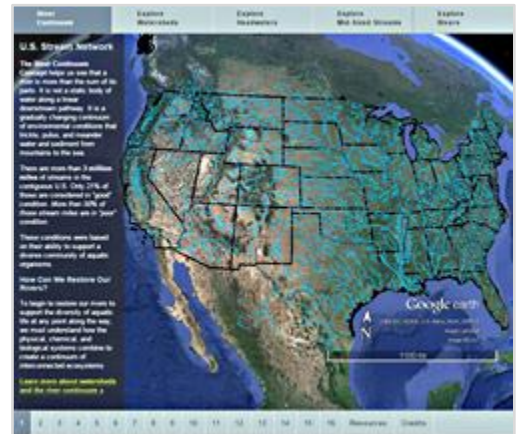 River
Continuum
Explore
Watersheds
Explore
Headwaters
Explore
Mid-Sized Streams
Explore
Rivers
U.S. Stream Network
The River Continuum
Concept helps us see that a
river is more than the sum of its
parts. It is not a static body of
water along a linear
downstream pathway. It is a
gradually changing continuum
of environmental conditions that
trickle, pulse, and meander
water and sediment from
mountains to the sea.
There are more than 3 million
miles of streams in the
contiguous U.S. Only 21% of
those are considered in "good"
condition. More than 50% of
those stream miles are in "poor"
condition.
These conditions were based
on their ability to support a
diverse community of aquatic
organisms.
How Can We Restore Our
Rivers?
To begin to restore our rivers to
support the diversity of aquatic
life at any point along the way,
we must understand how the
physical, chemical, and
biological systems combine to
create a continuum of
interconnected ecosystems.
Learn more about watersheds
and the river continuum
Google earth
N
1 2 3 4 5 6 7 8 9 10 11 12 13 14 15 16 Resources Credits